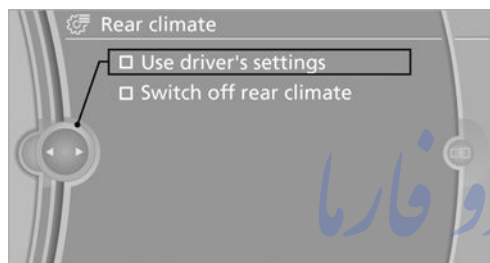 Rear climate
Use driver's settings
Switch off rear climate
فارما